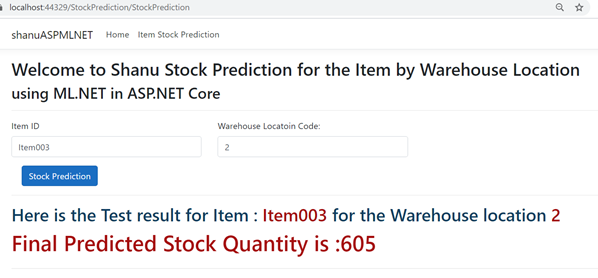 localhost:44329/StockPrediction/StockPrediction
shanuASPMLNET Home Item Stock Prediction
Welcome to Shanu Stock Prediction for the Item by Warehouse Location
using ML.NET in ASP.NET Core
Item ID Warehouse Locatoin Code:
Item003 2
Stock Prediction
Here is the Test result for Item : Item003 for the Warehouse location 2
Final Predicted Stock Quantity is :605